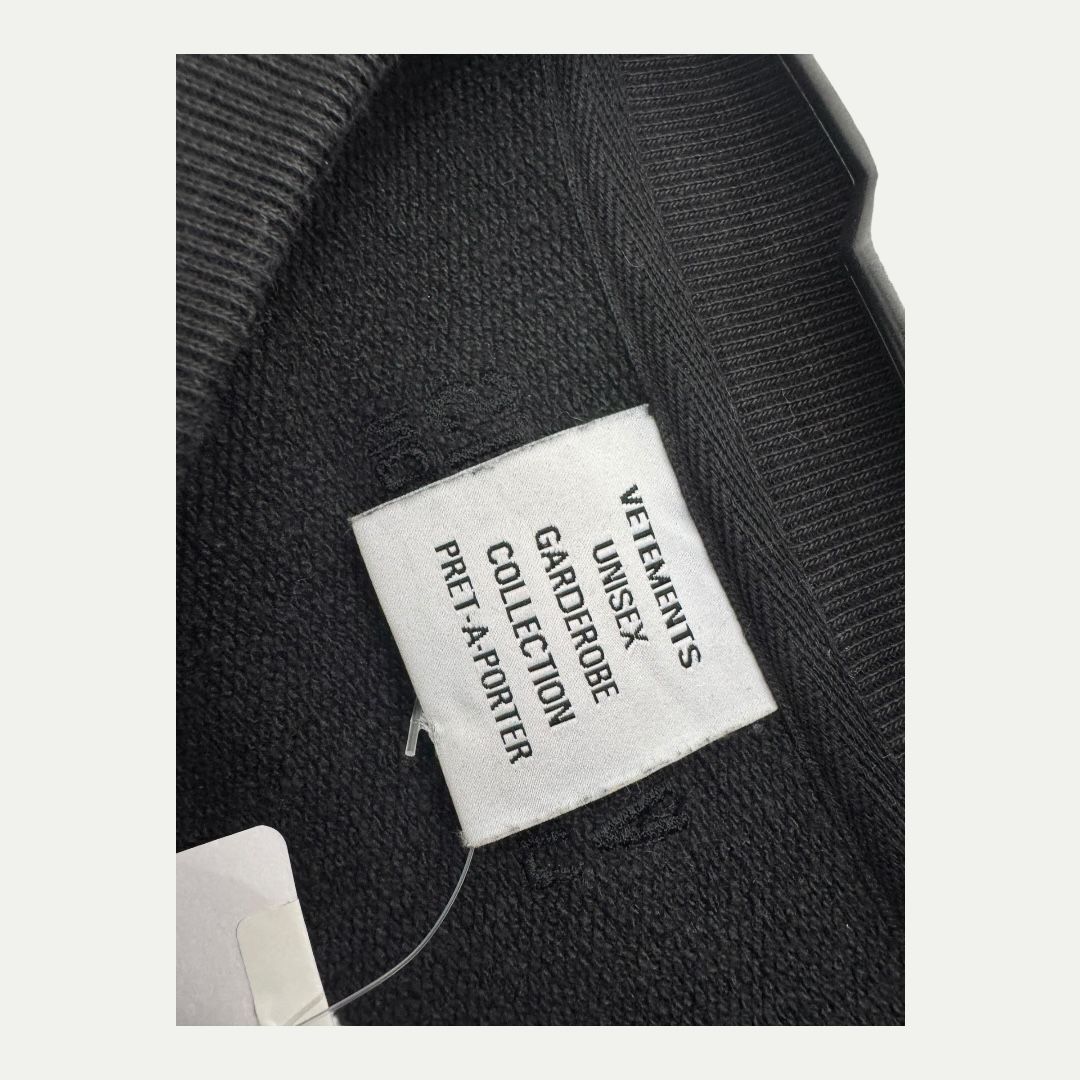 VETEMENTS
UNISEX
GARDEROBE
COLLECTION
PRET-A-PORTER